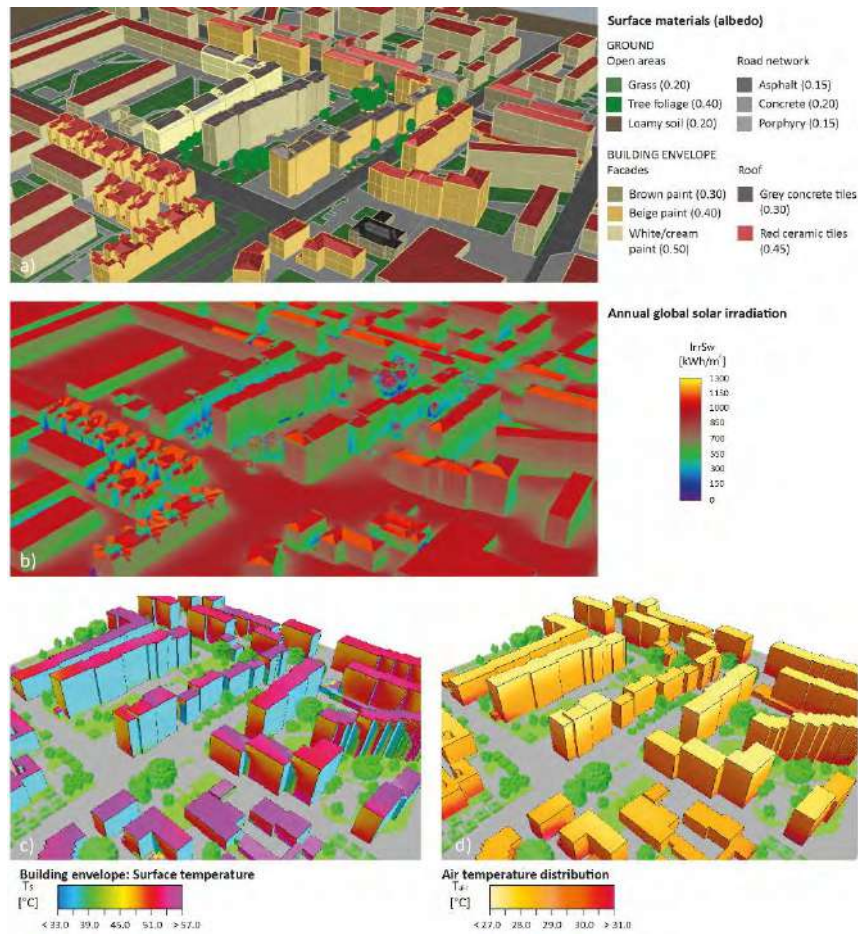 Surface materials (albedo)
GROUND
Open areas
Road network
Grass (0.20)
Asphalt (0.15)
Tree foliage (0.40)
Concrete (0.20)
Loamy soil (0.20)
Porphyry (0.15)
BUILDING ENVELOPE
Facades
Roof
Brown paint (0.30)
Grey concrete tiles
(0.30)
Beige paint (0.40)
White/cream
paint (0.50)
Red ceramic tiles
(0.45)
a)
Annual global solar irradiation
IrrSw
[kWh/m²]
1300
1150
1000
850
700
550
450
300
150
0
b)
c)
d)
Building envelope: Surface temperature
Ts
[°C]
< 33.0 39.0 45.0 51.0 > 57.0
Air temperature distribution
[°C]
< 27.0 28.0 29.0 30.0 > 31.0